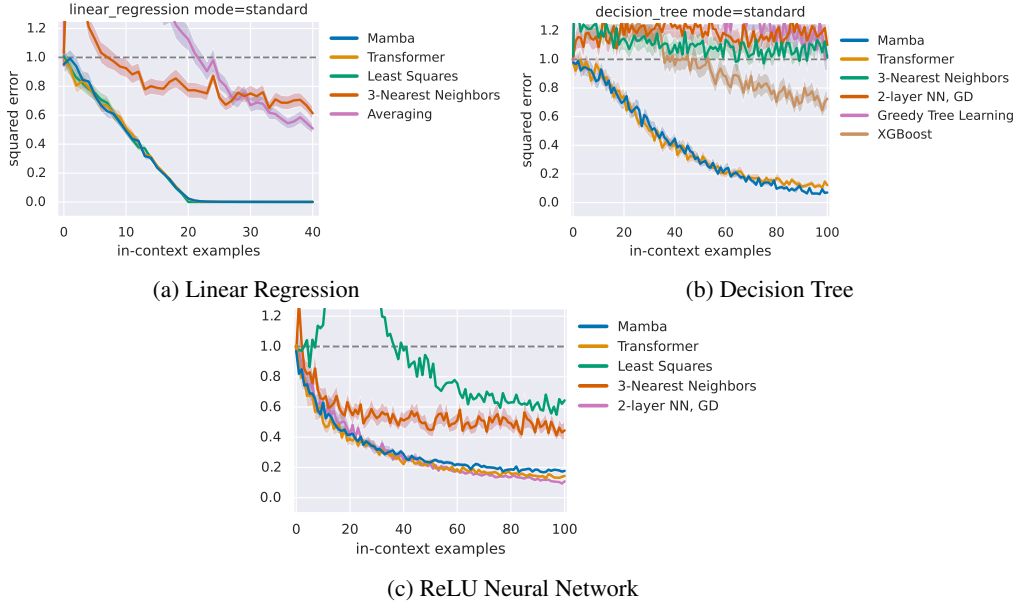 linear_regression mode=standard
1.2
1.0
0.8
0.6
0.4
0.2
0.0
squared error
0 10 20 30 40
in-context examples
Mamba
Transformer
Least Squares
3-Nearest Neighbors
Averaging
(a) Linear Regression
decision_tree mode=standard
1.2
1.0
0.8
0.6
0.4
0.2
0.0
squared error
0 20 40 60 80 100
in-context examples
Mamba
Transformer
3-Nearest Neighbors
2-layer NN, GD
Greedy Tree Learning
XGBoost
(b) Decision Tree
1.2
1.0
0.8
0.6
0.4
0.2
0.0
0 20 40 60 80 100
in-context examples
Mamba
Transformer
Least Squares
3-Nearest Neighbors
2-layer NN, GD
(c) ReLU Neural Network